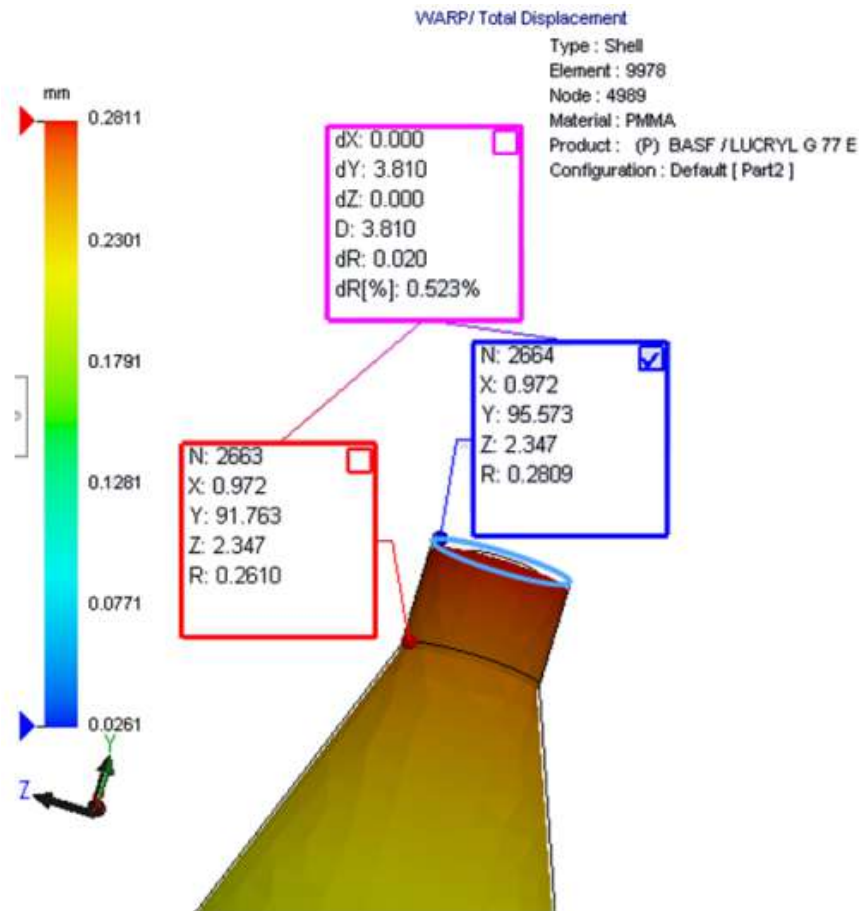 WARP/ Total Displacement
Type : Shell
Element : 9978
Node : 4989
Material : PMMA
Product : (P) BASF / LUCRYL G 77 E
Configuration : Default [ Part2 ]
mm
0.2811
0.2301
0.1791
0.1281
0.0771
0.0261
dX: 0.000
dY: 3.810
dZ: 0.000
D: 3.810
dR: 0.020
dR[%]: 0.523%
N: 2664
X: 0.972
Y: 95.573
Z: 2.347
R: 0.2809
N: 2663
X: 0.972
Y: 91.763
Z: 2.347
R: 0.2610
Y
Z